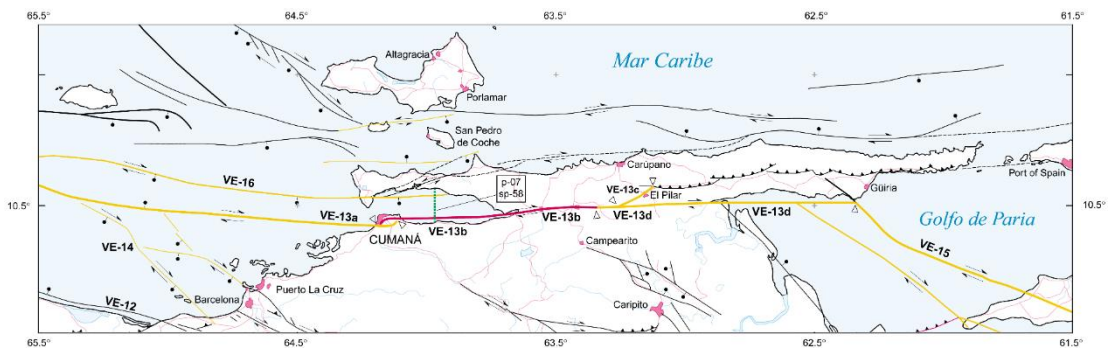 65.5° 64.5° 63.5° 62.5° 61.5°
Altagracia
Mar Caribe
Porlamar
San Pedro
de Coche
Carúpano
Port of Spain
VE-16
p-07
sp-58
VE-13c
El Pilar
Güiria
10.5° 10.5°
VE-13a
VE-13b
VE-13d
VE-13d
Golfo de Paria
CUMANÁ
VE-13b
VE-14
Campearito
VE-15
Puerto La Cruz
Barcelona
Caripito
VE-12
65.5° 64.5° 63.5° 62.5° 61.5°